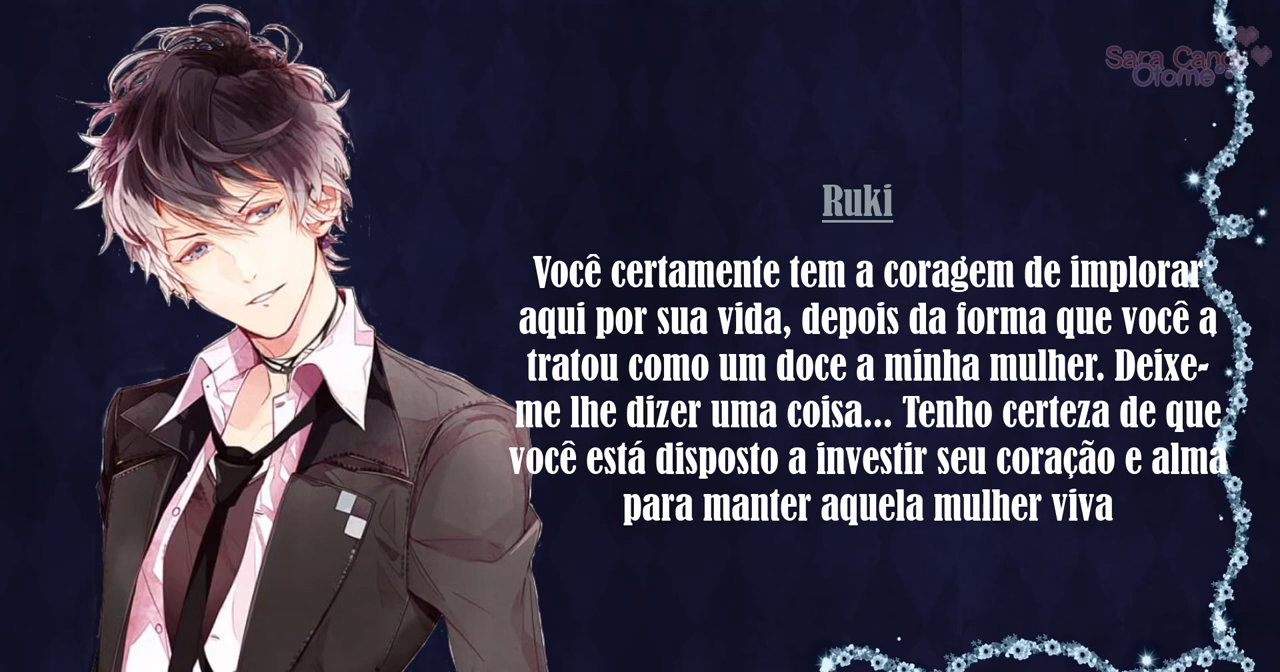 Sara Candy
Otome
Ruki
Você certamente tem a coragem de implorar
aqui por sua vida, depois da forma que você a
tratou como um doce a minha mulher. Deixe-
me lhe dizer uma coisa... Tenho certeza de que
você está disposto a investir seu coração e alma
para manter aquela mulher viva